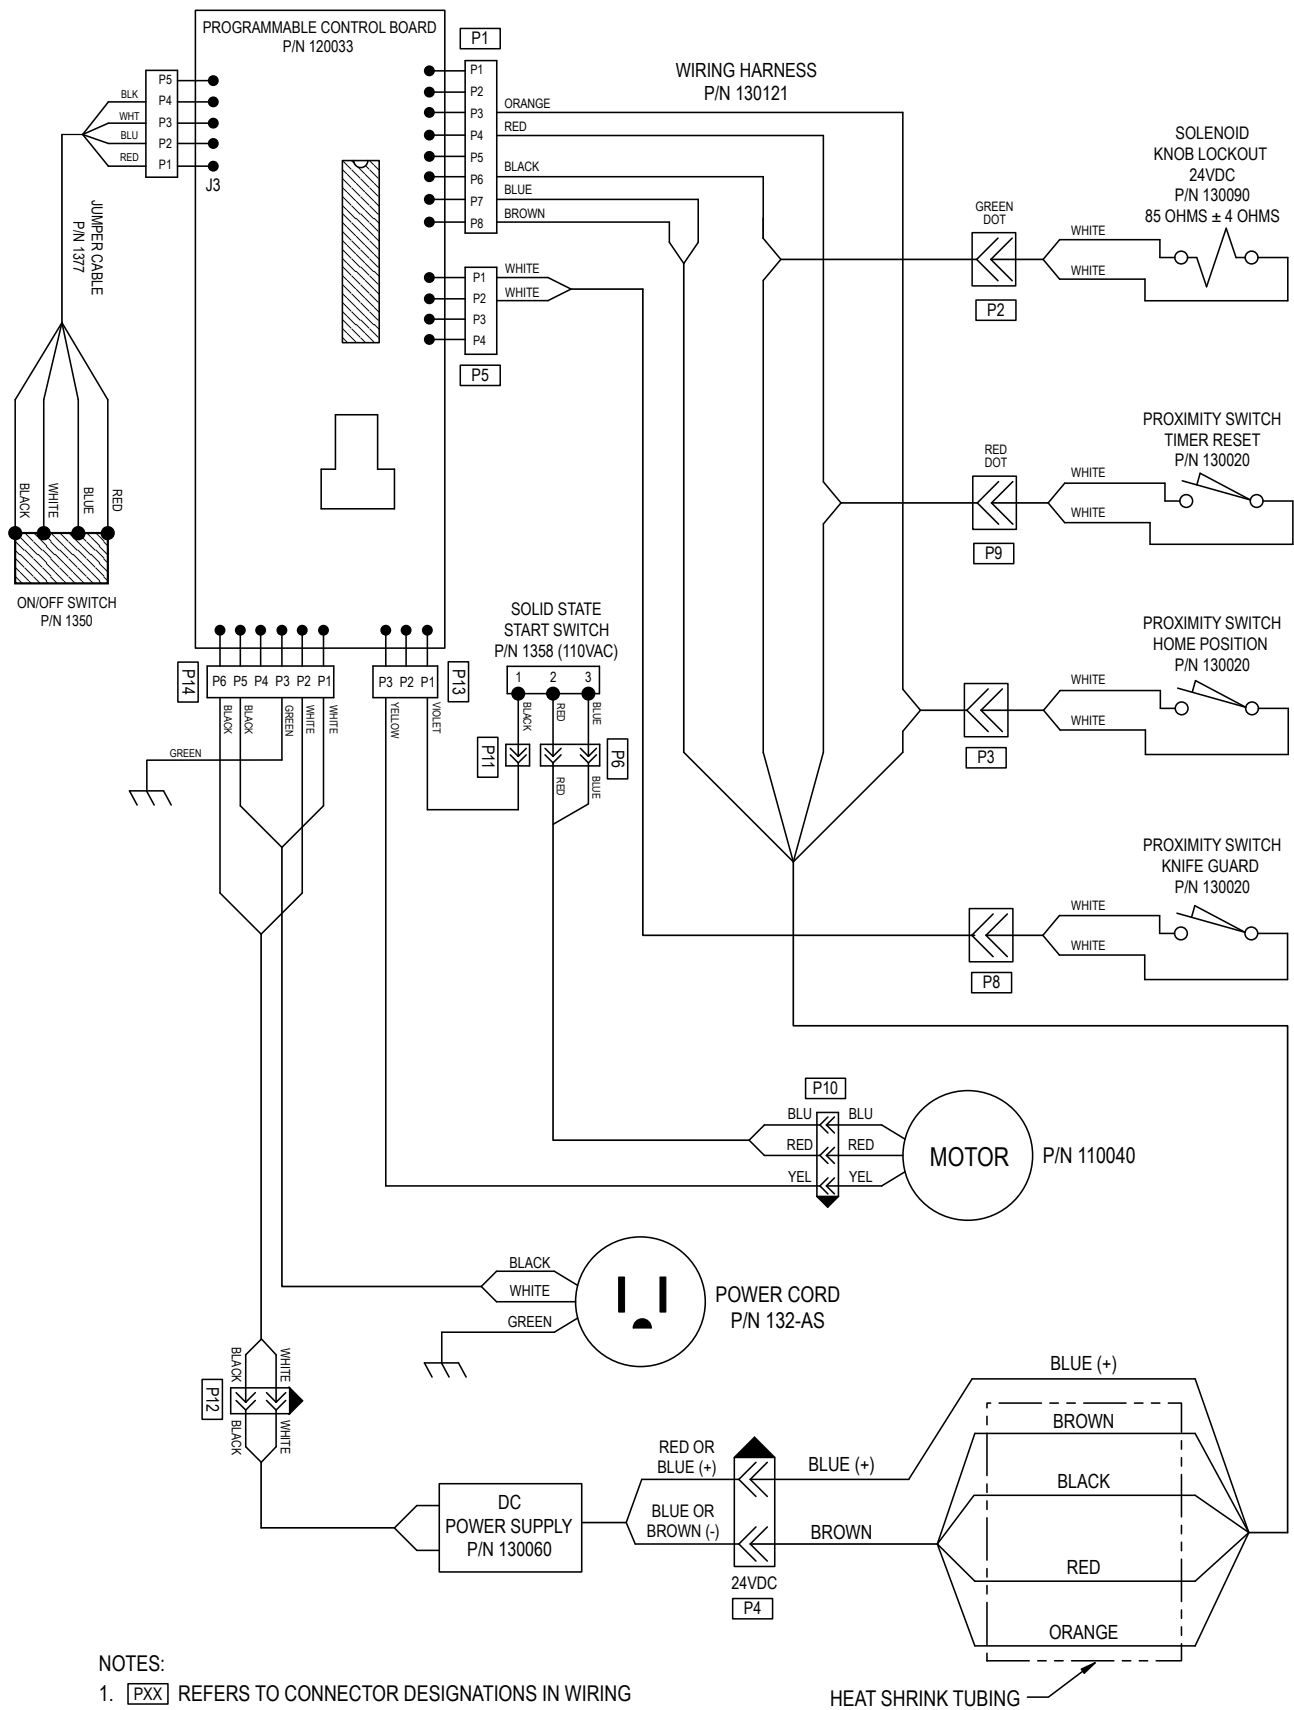 PROGRAMMABLE CONTROL BOARD
P/N 120033
P1
P1
P2
P3
P4
P5
P6
P7
P8
ORANGE
RED
BLACK
BLUE
BROWN
WIRING HARNESS
P/N 130121
P5
P4
P3
P2
P1
BLK
WHT
BLU
RED
J3
JUMPER CABLE
P/N 1377
BLACK
WHITE
BLUE
RED
ON/OFF SWITCH
P/N 1350
P1
P2
P3
P4
WHITE
WHITE
P5
SOLENOID
KNOB LOCKOUT
24VDC
P/N 130090
85 OHMS ± 4 OHMS
GREEN
DOT
WHITE
WHITE
P2
PROXIMITY SWITCH
TIMER RESET
P/N 130020
RED
DOT
WHITE
WHITE
P9
PROXIMITY SWITCH
HOME POSITION
P/N 130020
WHITE
WHITE
P3
PROXIMITY SWITCH
KNIFE GUARD
P/N 130020
WHITE
WHITE
P8
SOLID STATE
START SWITCH
P/N 1358 (110VAC)
1 2 3
BLACK
RED
BLUE
P11
P6
RED
BLUE
P14
P6 P5 P4 P3 P2 P1
BLACK
BLACK
GREEN
WHITE
WHITE
GREEN
P3 P2 P1
P13
YELLOW
VIOLET
P10
BLU
RED
YEL
BLU
RED
YEL
MOTOR
P/N 110040
BLACK
WHITE
GREEN
POWER CORD
P/N 132-AS
BLACK
WHITE
P12
BLACK
WHITE
DC
POWER SUPPLY
P/N 130060
RED OR
BLUE (+)
BLUE OR
BROWN (-)
24VDC
P4
BLUE (+)
BROWN
BLUE (+)
BROWN
BLACK
RED
ORANGE
HEAT SHRINK TUBING
NOTES:
1. PXX REFERS TO CONNECTOR DESIGNATIONS IN WIRING